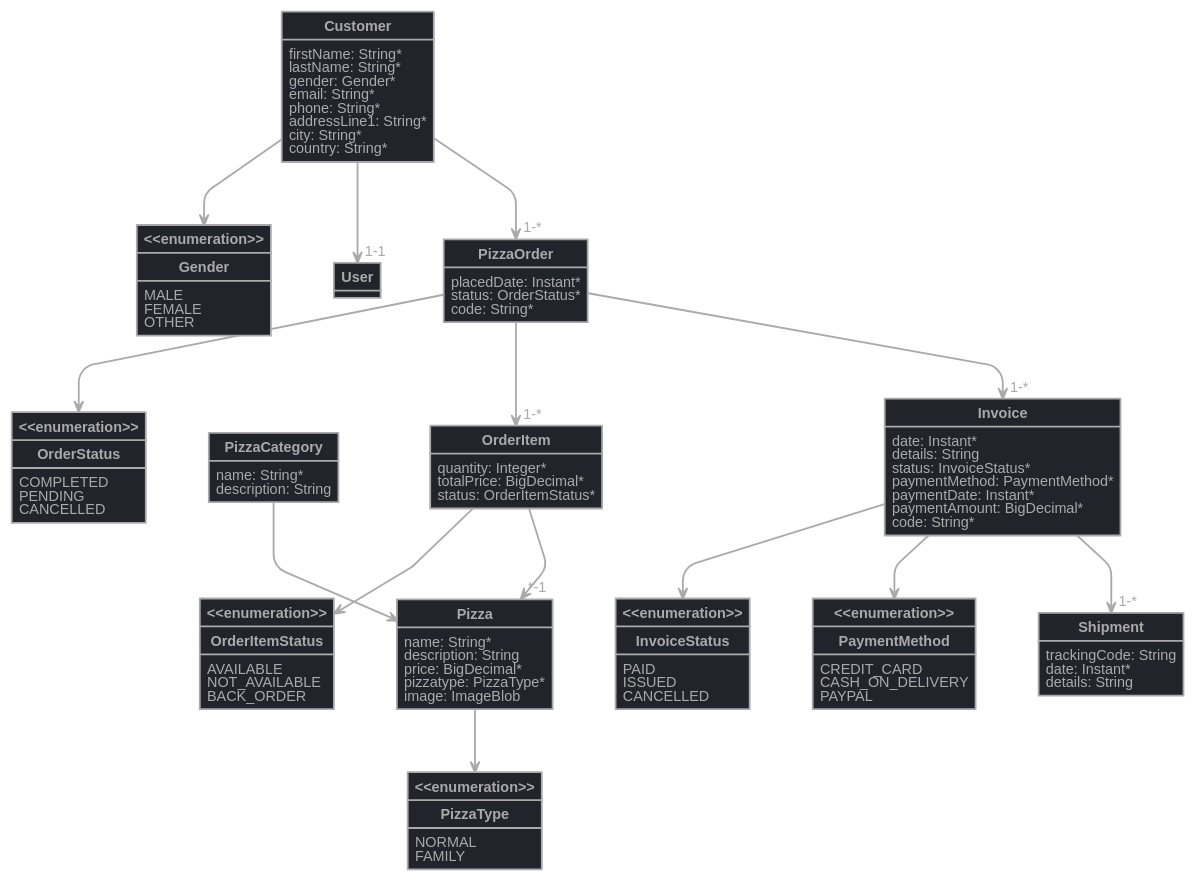 Customer
firstName: String*
lastName: String*
gender: Gender*
email: String*
phone: String*
addressLine1: String*
city: String*
country: String*
<<enumeration>>
Gender
MALE
FEMALE
OTHER
1-1
User
1-*
PizzaOrder
placedDate: Instant*
status: OrderStatus*
code: String*
<<enumeration>>
OrderStatus
COMPLETED
PENDING
CANCELLED
PizzaCategory
name: String*
description: String
1-*
OrderItem
quantity: Integer*
totalPrice: BigDecimal*
status: OrderItemStatus*
1-*
Invoice
date: Instant*
details: String
status: InvoiceStatus*
paymentMethod: PaymentMethod*
paymentDate: Instant*
paymentAmount: BigDecimal*
code: String*
<<enumeration>>
OrderItemStatus
AVAILABLE
NOT_AVAILABLE
BACK_ORDER
*-1
Pizza
name: String*
description: String
price: BigDecimal*
pizzatype: PizzaType*
image: ImageBlob
<<enumeration>>
InvoiceStatus
PAID
ISSUED
CANCELLED
<<enumeration>>
PaymentMethod
CREDIT_CARD
CASH_ON_DELIVERY
PAYPAL
1-*
Shipment
trackingCode: String
date: Instant*
details: String
<<enumeration>>
PizzaType
NORMAL
FAMILY